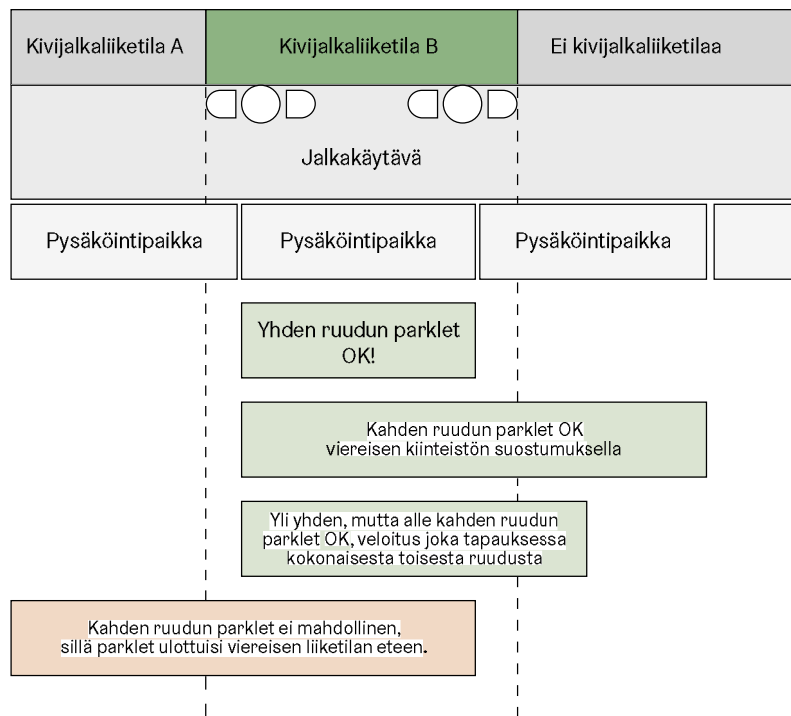 Kivijalkaliiketila A
Kivijalkaliiketila B
Ei kivijalkaliiketilaa
Jalkakäytävä
Pysäköintipaikka
Pysäköintipaikka
Pysäköintipaikka
Yhden ruudun parklet
OK!
Kahden ruudun parklet OK
viereisen kiinteistön suostumuksella
Yli yhden, mutta alle kahden ruudun
parklet OK, veloitus joka tapauksessa
kokonaisesta toisesta ruudusta
Kahden ruudun parklet ei mahdollinen,
sillä parklet ulottuisi viereisen liiketilan eteen.